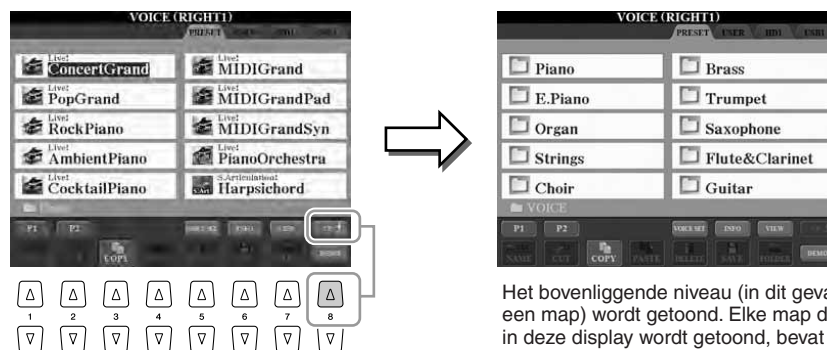 VOICE (RIGHT1)
PRESET
Live!
ConcertGrand
Live!
PopGrand
Live!
RockPiano
Live!
AmbientPiano
Live!
CocktailPiano
Live!
MIDIGrand
Live!
MIDIGrandPad
Live!
MIDIGrandSyn
Live!
PianoOrchestra
S.Articulation!
Harpsichord
P1 P2
COPY
1 2 3 4 5 6 7 8
VOICE (RIGHT1)
PRESET USER HD1 USB1
Piano
E.Piano
Organ
Strings
Choir
Brass
Trumpet
Saxophone
Flute&Clarinet
Guitar
VOICE
P1 P2 VOICE SET INFO VIEW
NAME CUT COPY PASTE DELETE SAVE FOLDER DEMO
Het bovenliggende niveau (in dit geva
een map) wordt getoond. Elke map d
in deze display wordt getoond, bevat